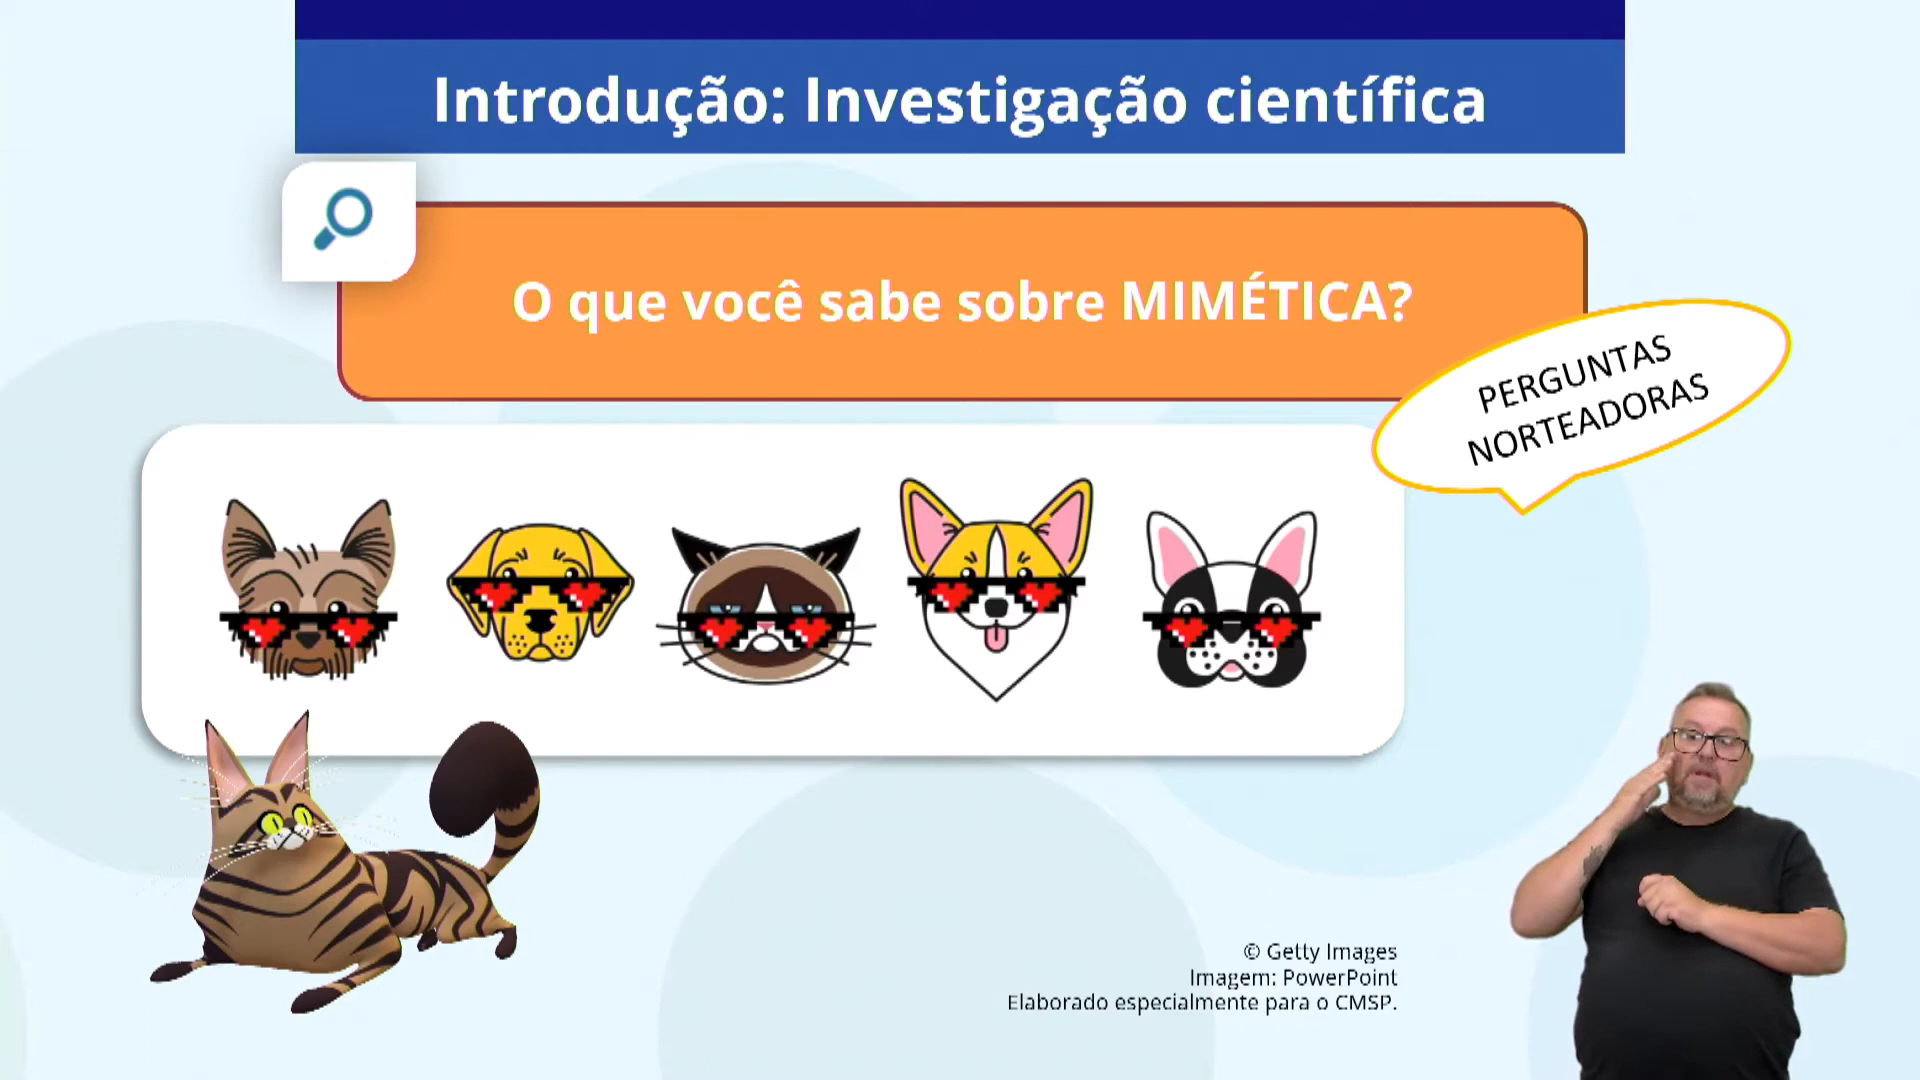 Introdução: Investigação científica
O que você sabe sobre MIMÉTICA?
PERGUNTAS
NORTEADORAS
© Getty Images
Imagem: PowerPoint
Elaborado especialmente para o CMSP.